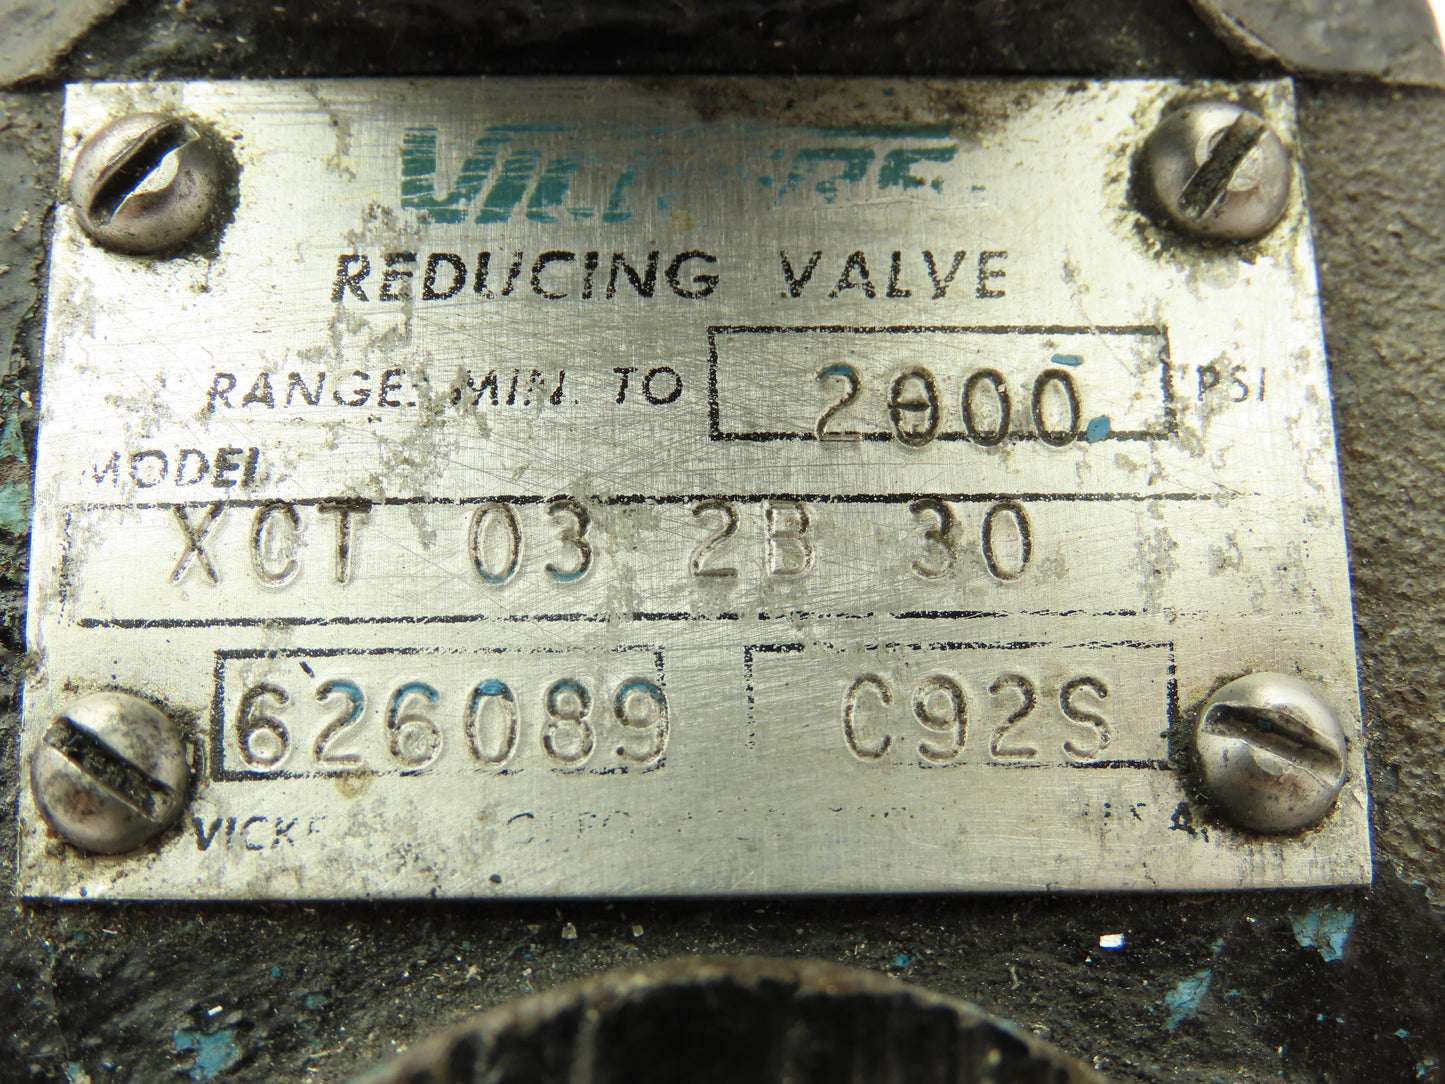 REDUCING VALVE
RANGE: MIN. TO 2000 PSI
MODEL
XCT 03 2B 30
626089 C92S
U.S.A.